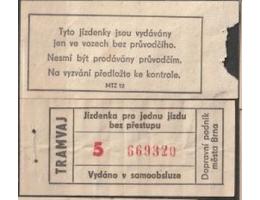 Tyto jízdenky jsou vydávány
jen ve vozech bez průvodčího.
Nesmí být prodávány průvodčím.
Na vyzvání předložte ke kontrole.
MTZ 12
TRAMVAJ
Jízdenka pro jednu jízdu
bez přestupu
5 669320
Vydáno v samoobsluze
Dopravní podnik
města Brna